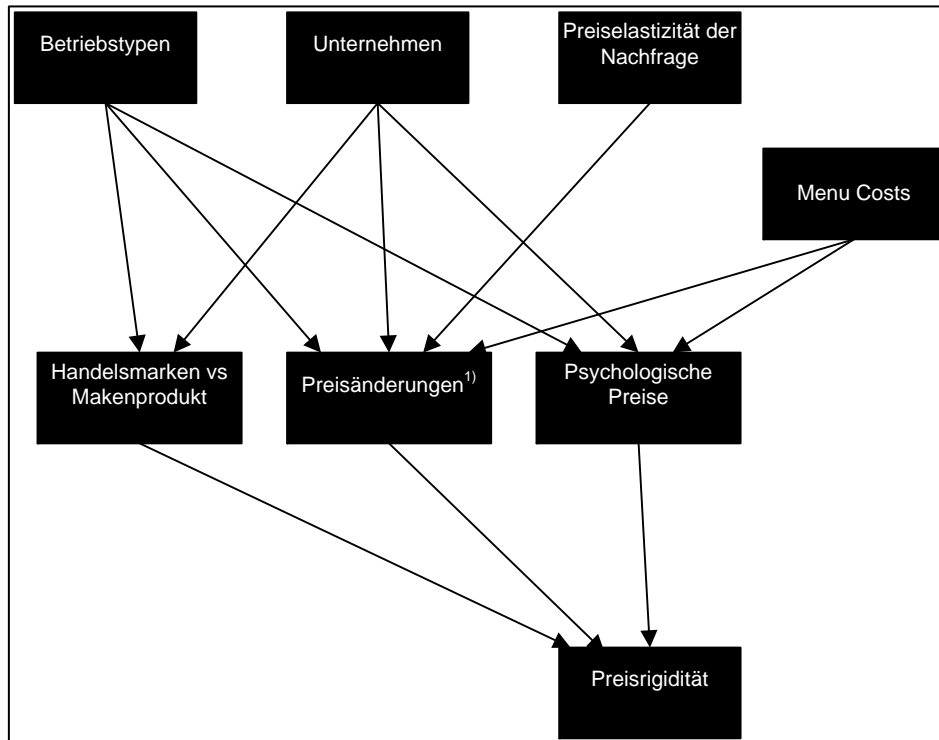 Betriebstypen
Unternehmen
Preiselastizität der
Nachfrage
Menu Costs
Handelsmarken vs
Makenprodukt
Preisänderungen1)
Psychologische
Preise
Preisrigidität